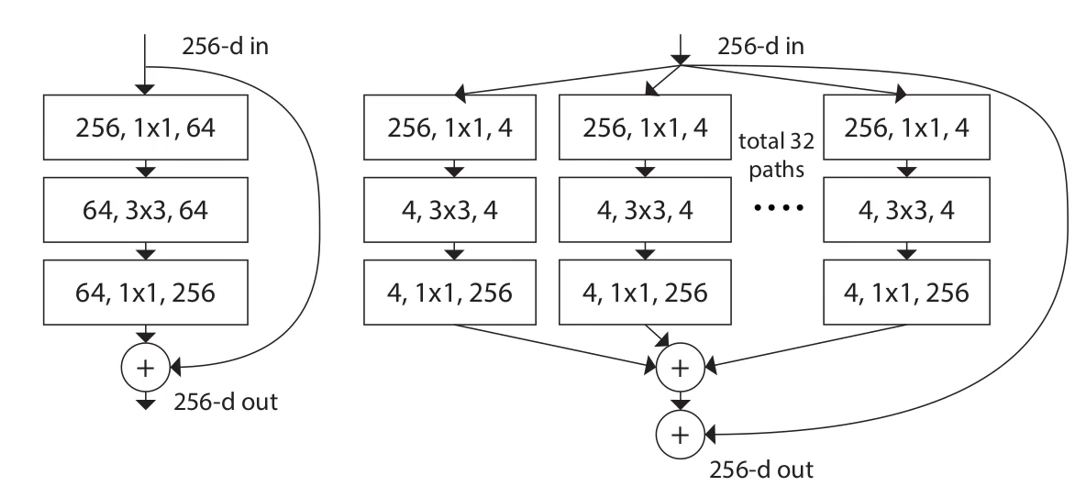 256-d in
256, 1x1, 64
64, 3x3, 64
64, 1x1, 256
+
256-d out
256-d in
256, 1x1, 4
256, 1x1, 4
total 32
paths
256, 1x1, 4
4, 3x3, 4
4, 3x3, 4
....
4, 3x3, 4
4, 1x1, 256
4, 1x1, 256
4, 1x1, 256
+
+
256-d out